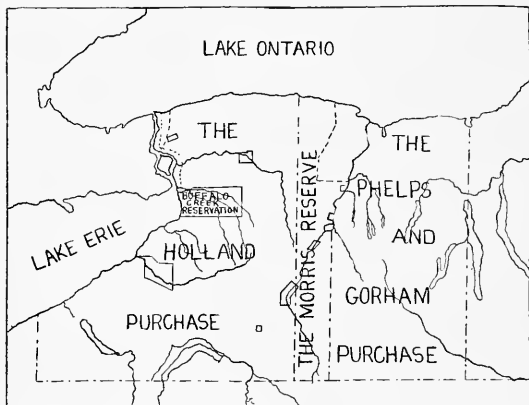 LAKE ONTARIO
THE
BUFFALO
CREEK
RESERVATION
LAKE ERIE
HOLLAND
PURCHASE
THE MORRIS RESERVE
THE
PHELPS
AND
GORHAM
PURCHASE